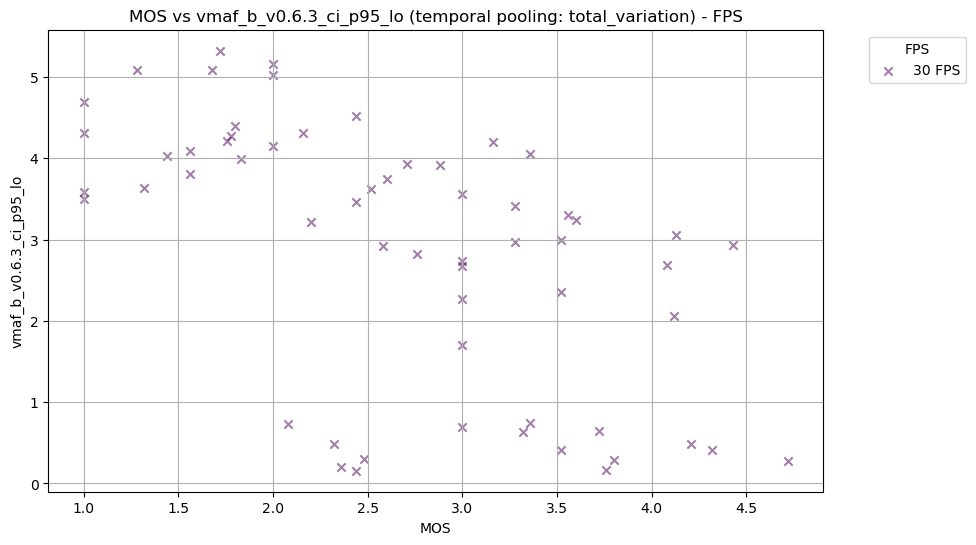 MOS vs vmaf_b_v0.6.3_ci_p95_lo (temporal pooling: total_variation) - FPS
FPS
30 FPS
vmaf_b_v0.6.3_ci_p95_lo
5
4
3
2
1
0
1.0 1.5 2.0 2.5 3.0 3.5 4.0 4.5
MOS